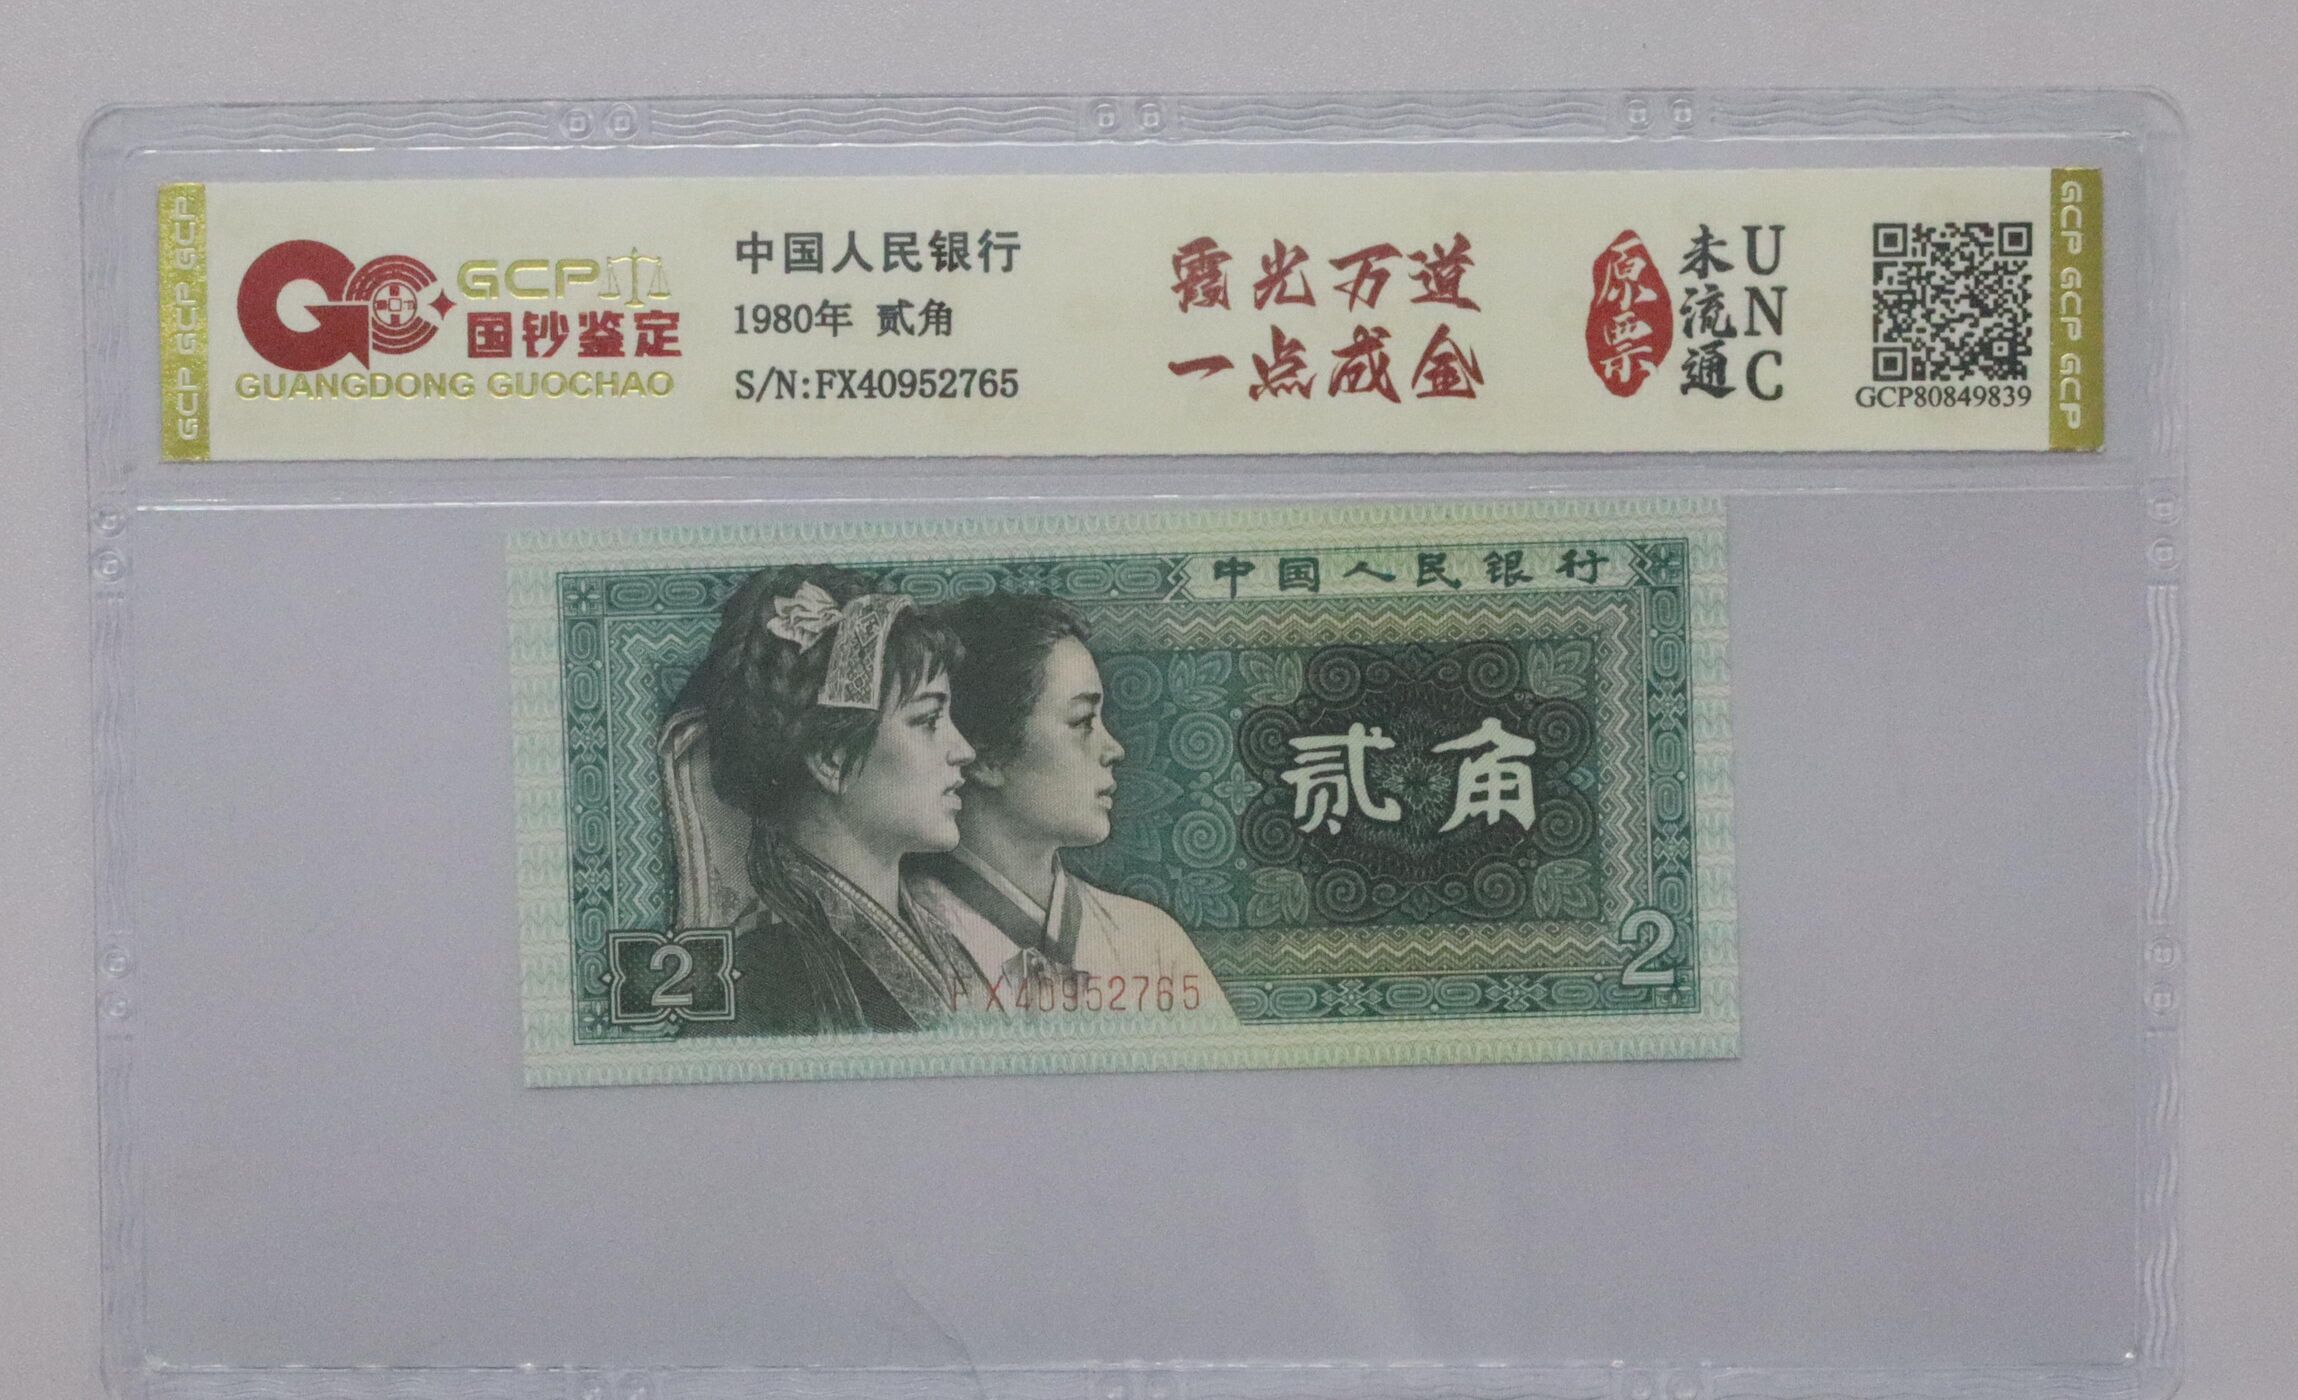 GCP GCP GCP
GCP
国钞鉴定
GUANGDONG GUOCHAO
中国人民银行
1980年 贰角
S/N:FX40952765
霞光万道
一点成金
原票
未流通
UNC
GCP80849839
GCP GCP GCP
中国人民银行
贰角
2
2
FX40952765